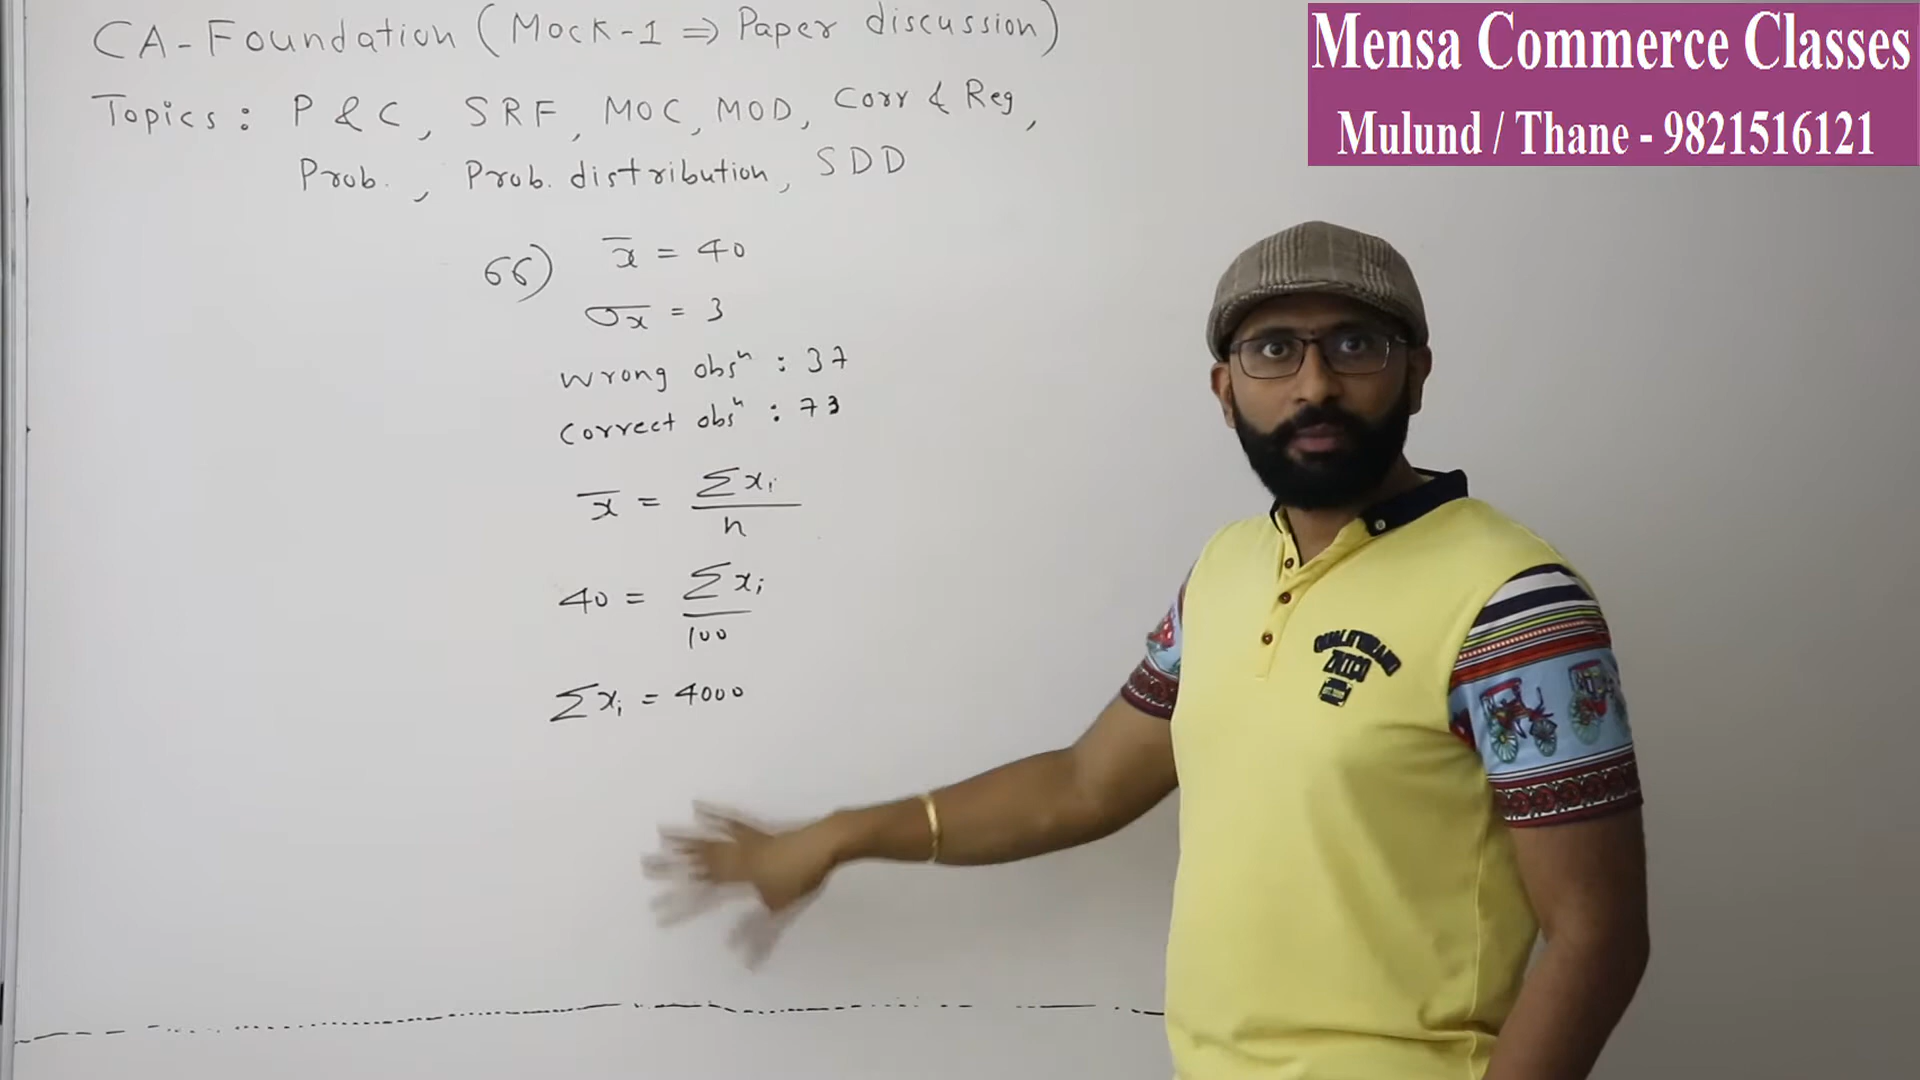 CA-Foundation (Mock-1 ⇒ Paper discussion)
Topics: P & C, SRF, MOC, MOD, Corr & Reg,
Prob., Prob. distribution, SDD
Mensa Commerce Classes
Mulund / Thane - 9821516121
66) x̄ = 40
σx = 3
wrong obsⁿ : 37
correct obsⁿ : 73
x̄ = Σxᵢ / n
40 = Σxᵢ / 100
Σxᵢ = 4000